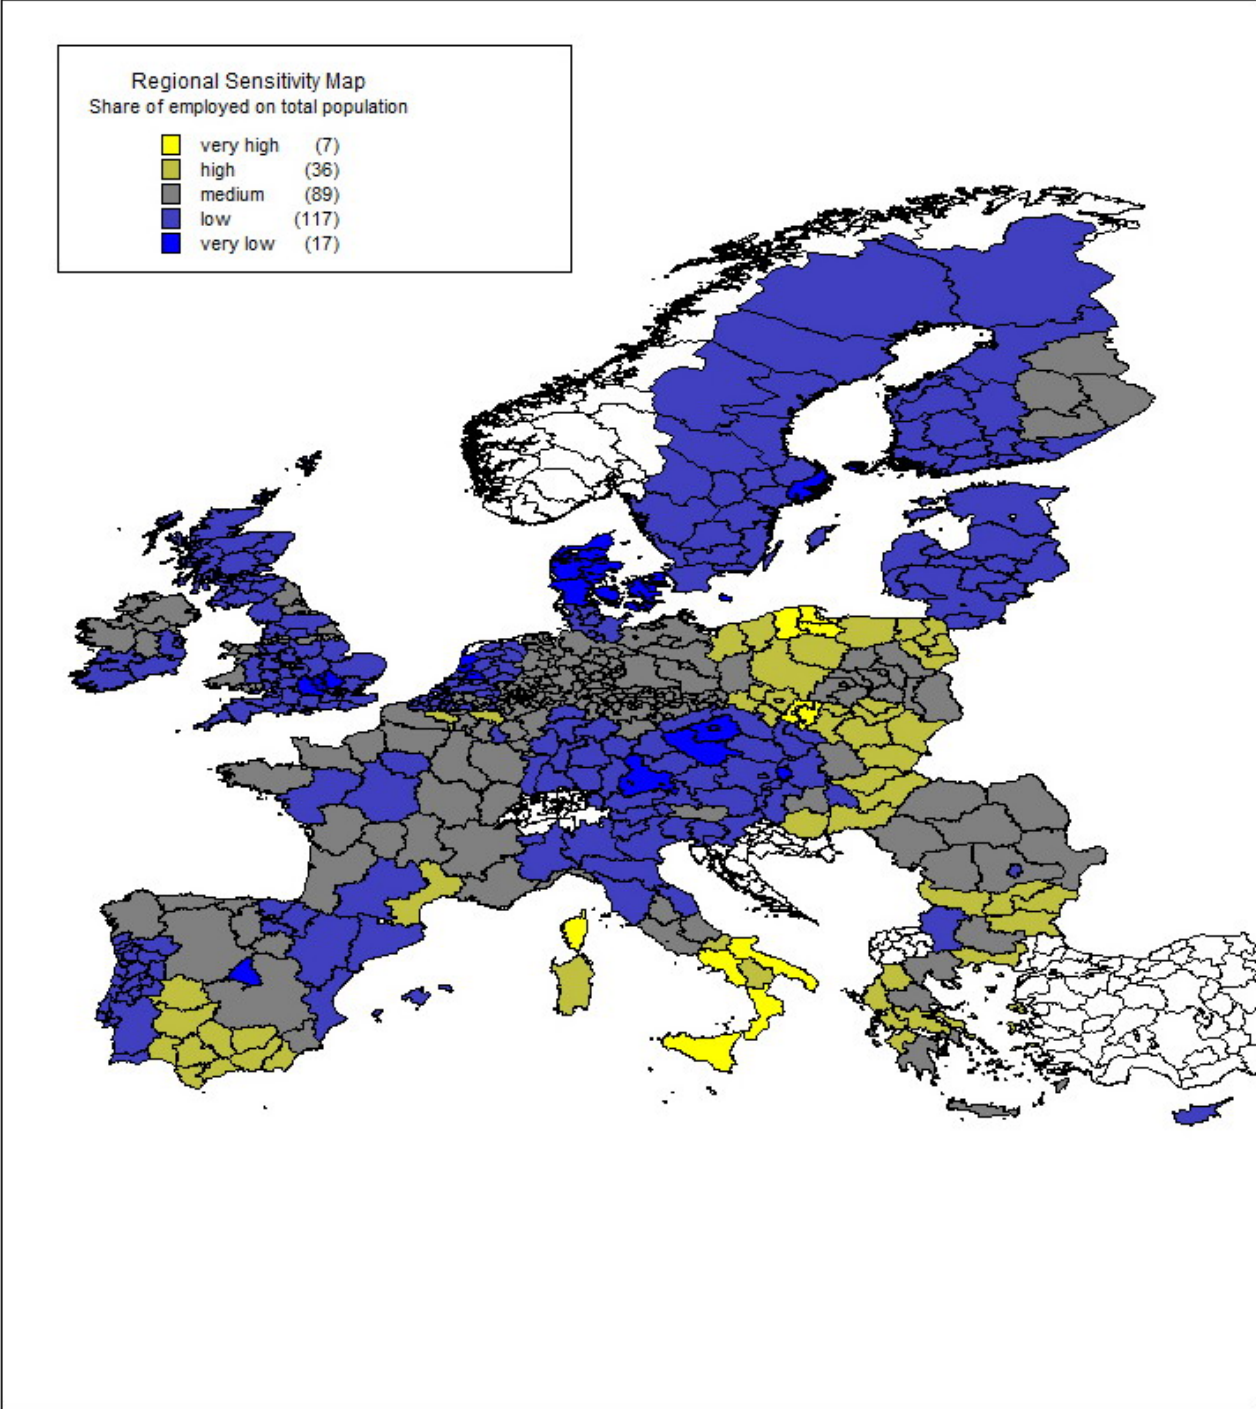 Regional Sensitivity Map
Share of employed on total population
very high (7)
high (36)
medium (89)
low (117)
very low (17)